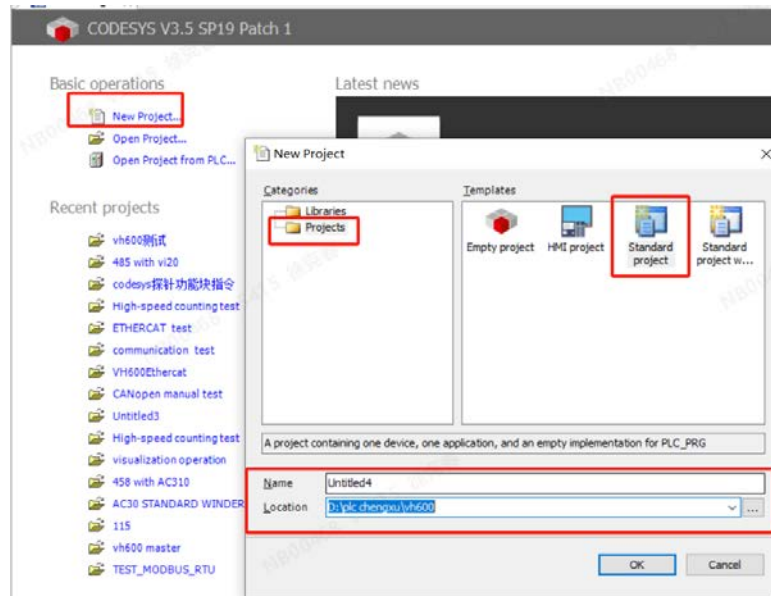 CODESYS V3.5 SP19 Patch 1
Basic operations
New Project...
Open Project...
Open Project from PLC...
Recent projects
vh600测试
485 with vi20
codesys探针功能块指令
High-speed counting test
ETHERCAT test
communication test
VH600Ethercat
CANopen manual test
Untitled3
High-speed counting test
visualization operation
458 with AC310
AC30 STANDARD WINDER
115
vh600 master
TEST_MODBUS_RTU
Latest news
New Project
Categories
Libraries
Projects
Templates
Empty project
HMI project
Standard
project
Standard
project w...
A project containing one device, one application, and an empty implementation for PLC_PRG
Name
Untitled4
Location
D:\plc chengxu\vh600
...
OK
Cancel